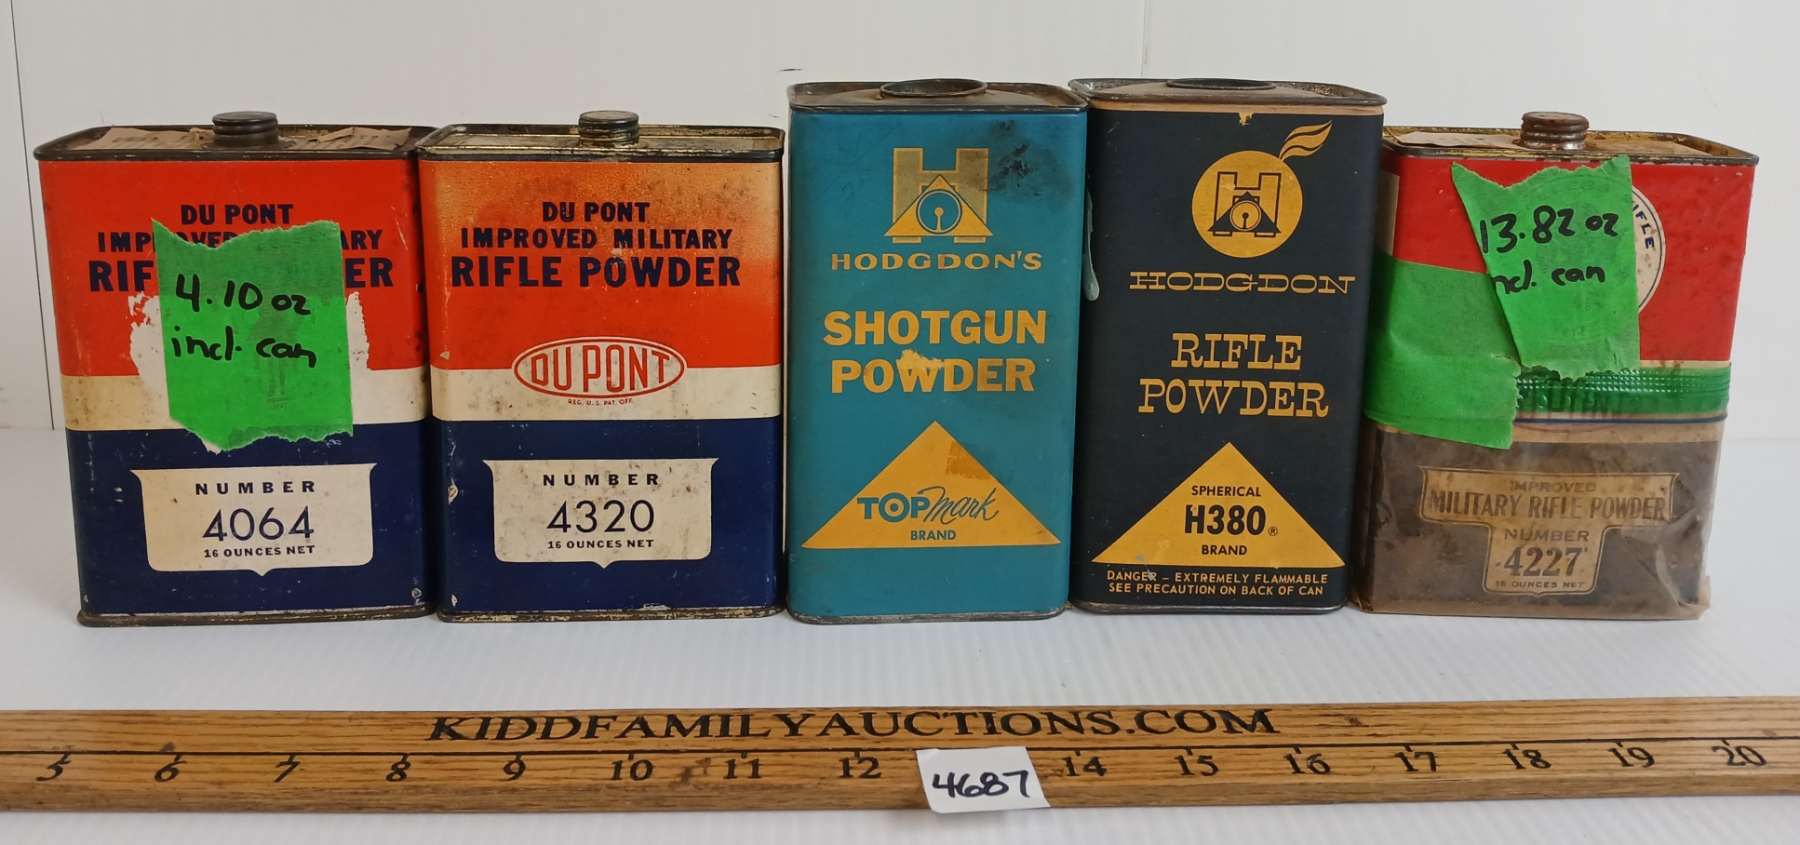 DU PONT
IMPROVED MILITARY
RIFLE POWDER
DU PONT
REG. U.S. PAT. OFF.
NUMBER
4320
16 OUNCES NET
DU PONT
4.10 oz
incl. can
NUMBER
4064
16 OUNCES NET
H
HODGDON'S
SHOTGUN
POWDER
TOPmark
BRAND
H
HODGDON
RIFLE
POWDER
SPHERICAL
H380®
BRAND
DANGER – EXTREMELY FLAMMABLE
SEE PRECAUTION ON BACK OF CAN
RIFLE
13.82 oz
incl. can
IMPROVED
MILITARY RIFLE POWDER
NUMBER
4227
16 OUNCES NET
KIDDFAMILYAUCTIONS.COM
5 6 7 8 9 10 11 12 14 15 16 17 18 19 20
4687